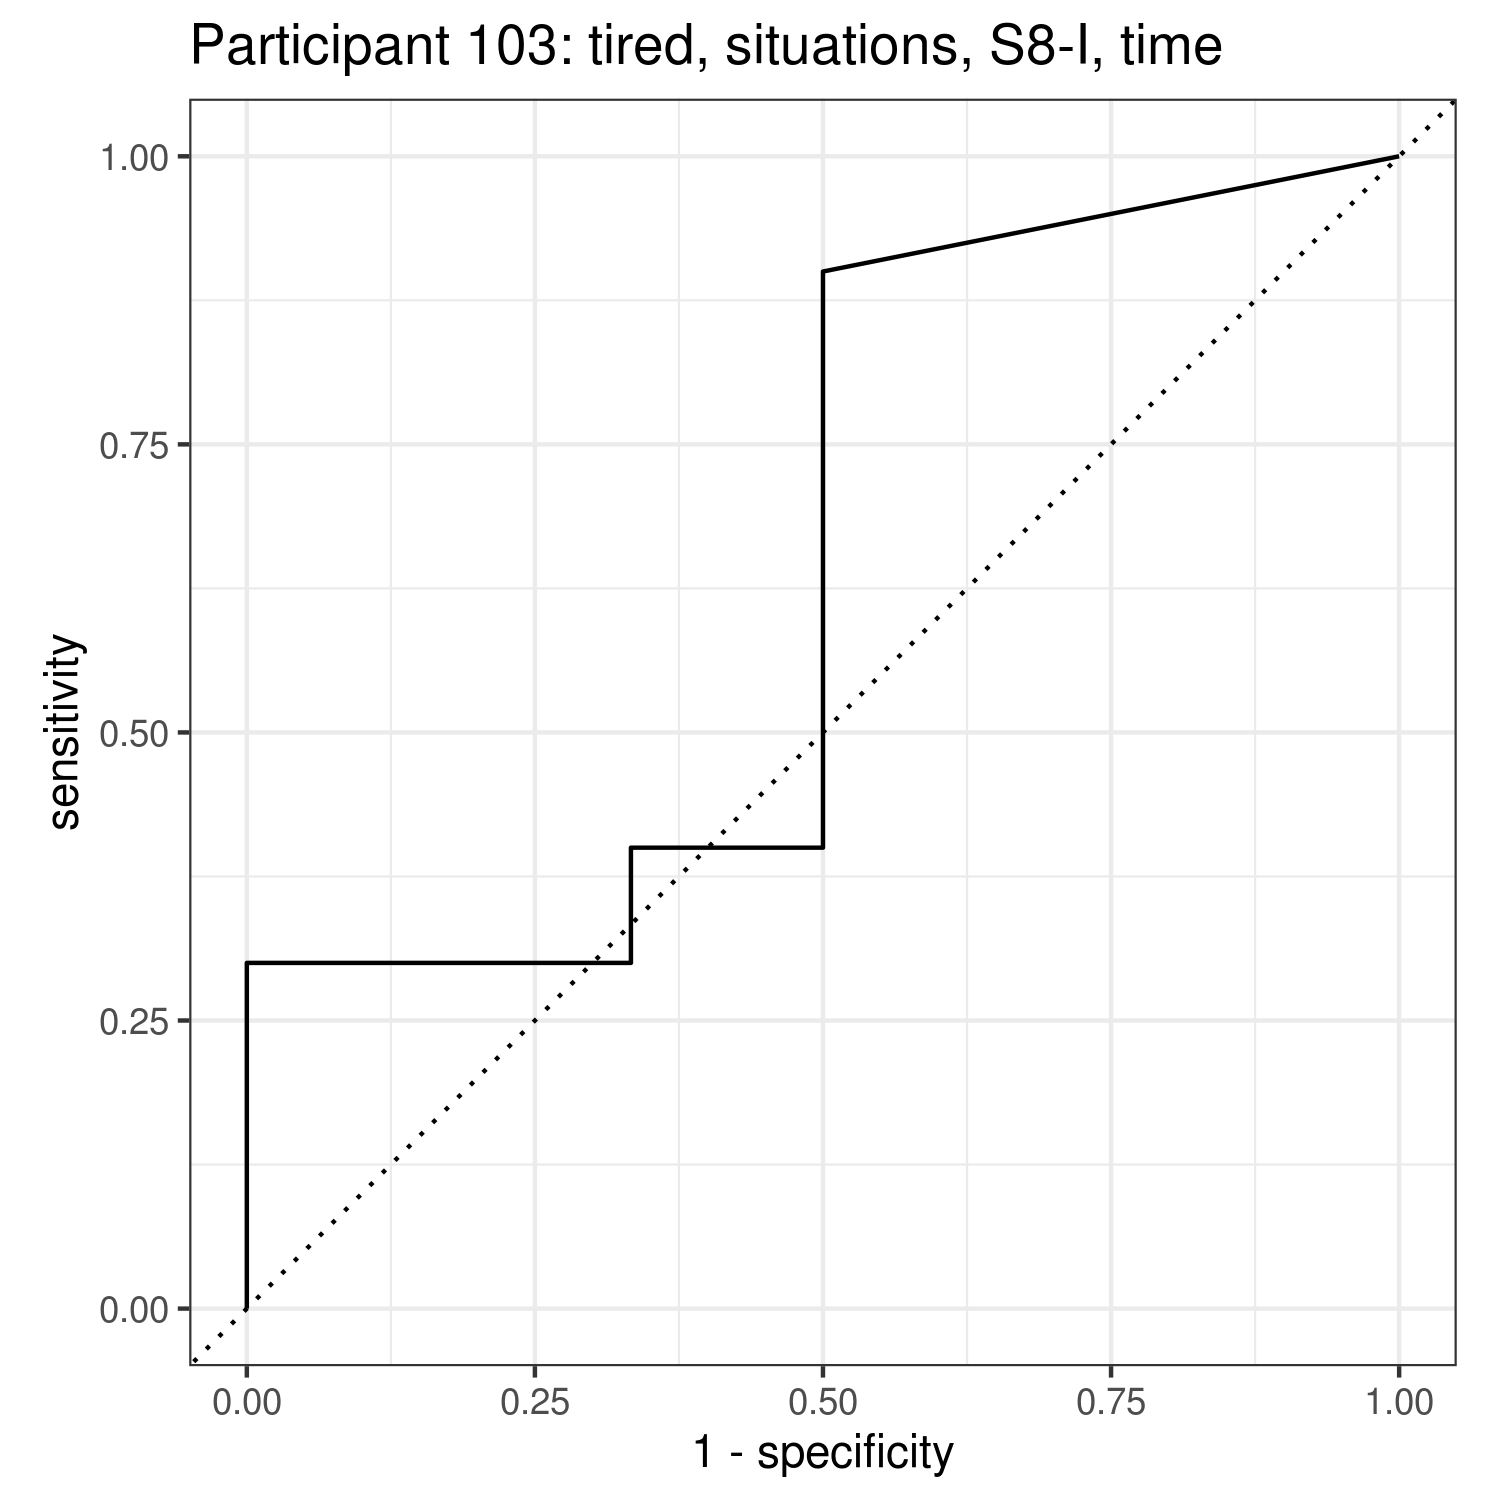 Participant 103: tired, situations, S8-I, time
1.00
0.75
0.50
0.25
0.00
sensitivity
0.00 0.25 0.50 0.75 1.00
1 - specificity